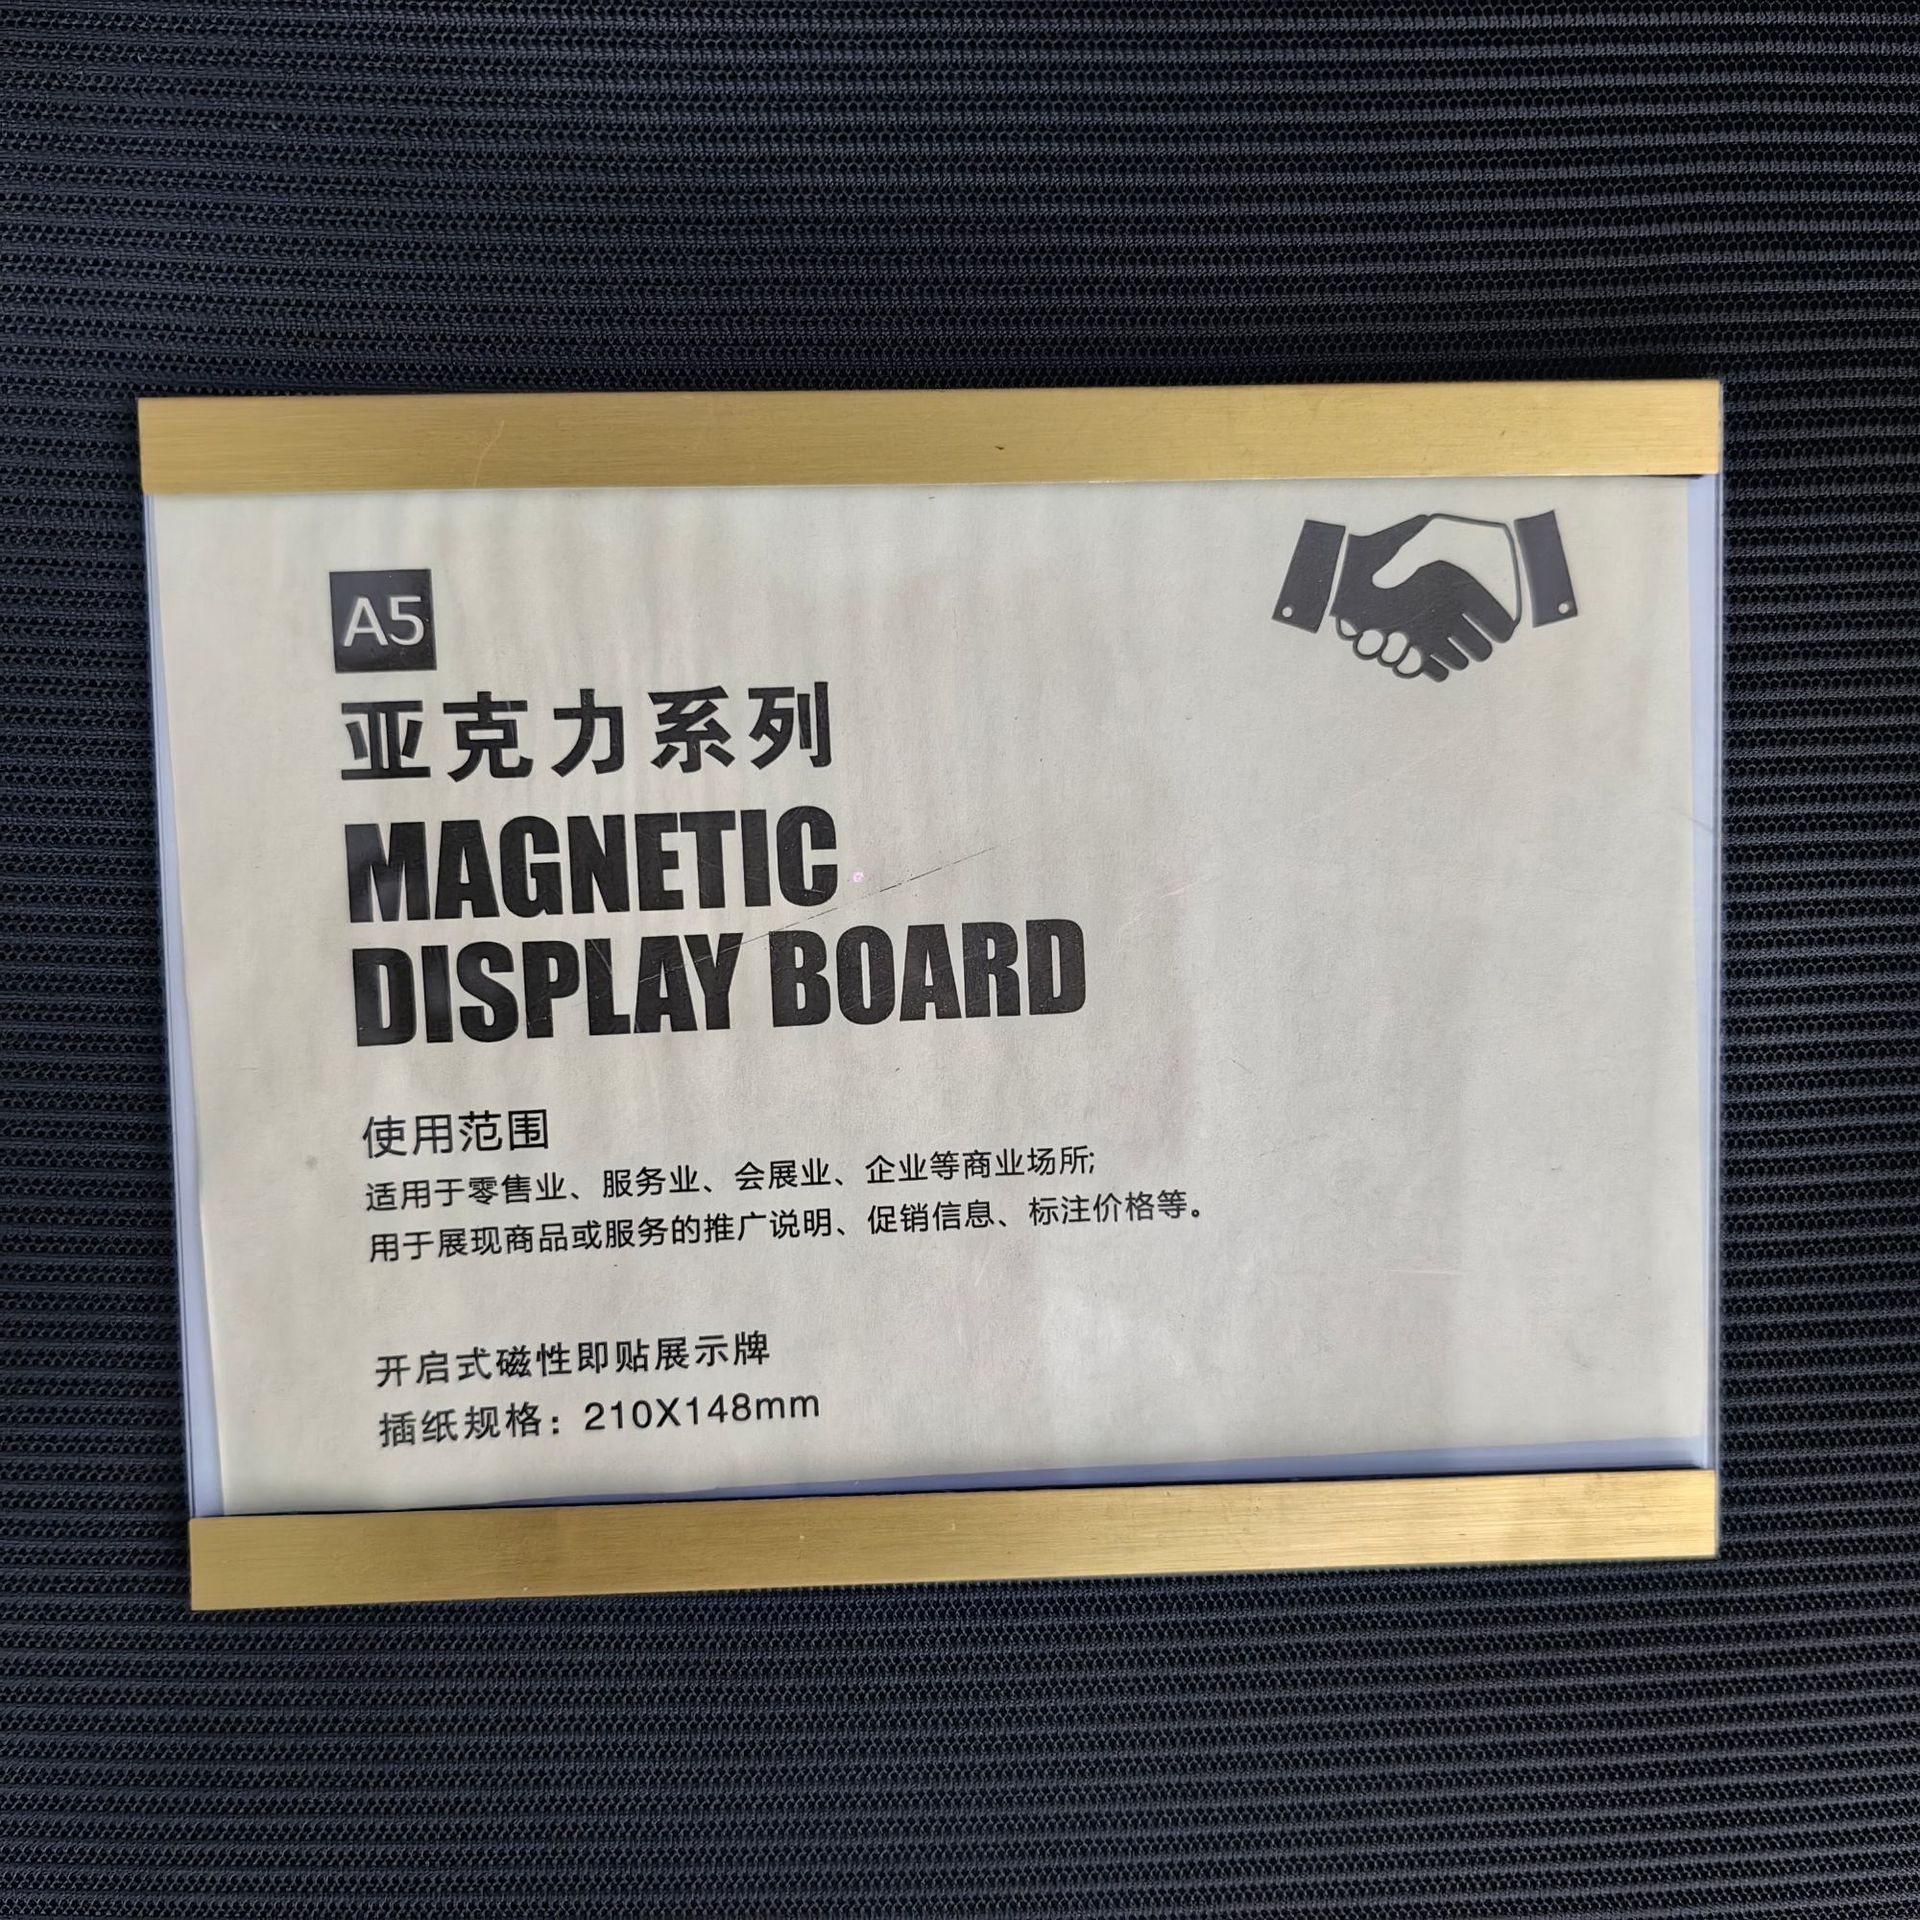 A5
亚克力系列
MAGNETIC
DISPLAY BOARD
使用范围
适用于零售业、服务业、会展业、企业等商业场所;
用于展现商品或服务的推广说明、促销信息、标注价格等。
开启式磁性即贴展示牌
插纸规格：210X148mm